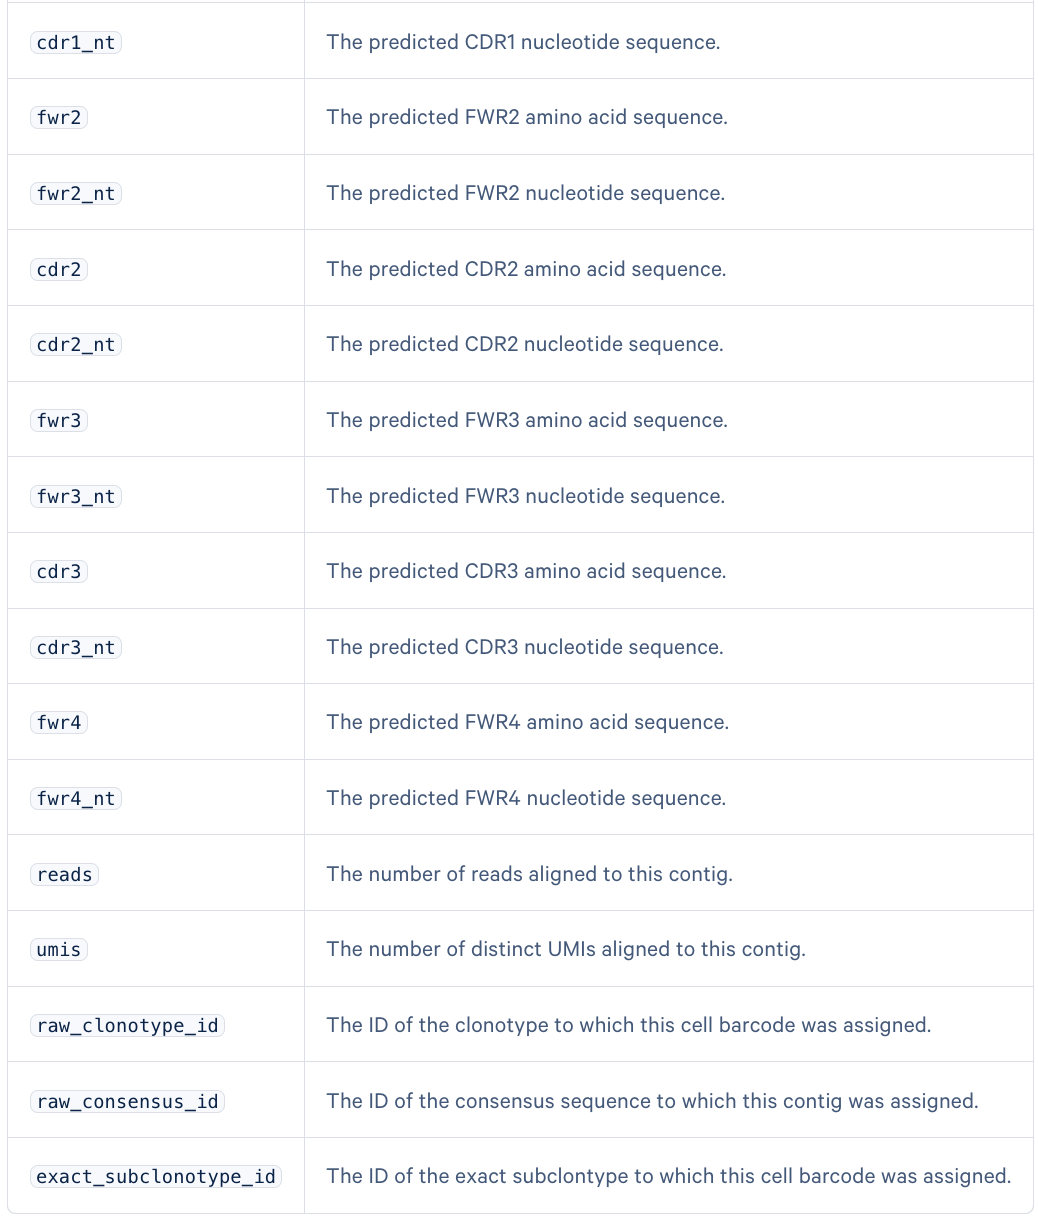 cdr1_nt The predicted CDR1 nucleotide sequence.
fwr2 The predicted FWR2 amino acid sequence.
fwr2_nt The predicted FWR2 nucleotide sequence.
cdr2 The predicted CDR2 amino acid sequence.
cdr2_nt The predicted CDR2 nucleotide sequence.
fwr3 The predicted FWR3 amino acid sequence.
fwr3_nt The predicted FWR3 nucleotide sequence.
cdr3 The predicted CDR3 amino acid sequence.
cdr3_nt The predicted CDR3 nucleotide sequence.
fwr4 The predicted FWR4 amino acid sequence.
fwr4_nt The predicted FWR4 nucleotide sequence.
reads The number of reads aligned to this contig.
umis The number of distinct UMIs aligned to this contig.
raw_clonotype_id The ID of the clonotype to which this cell barcode was assigned.
raw_consensus_id The ID of the consensus sequence to which this contig was assigned.
exact_subclonotype_id The ID of the exact subclontype to which this cell barcode was assigned.